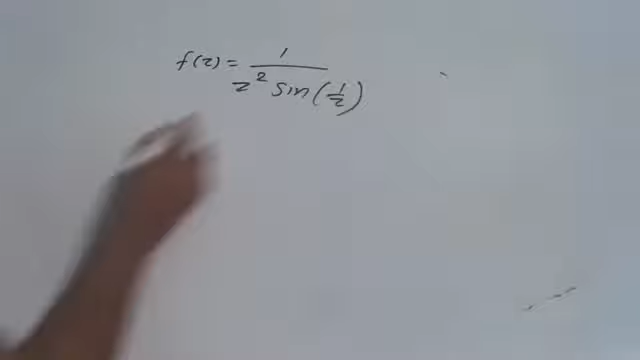 f(z) = 1 / z² sin(1/z)